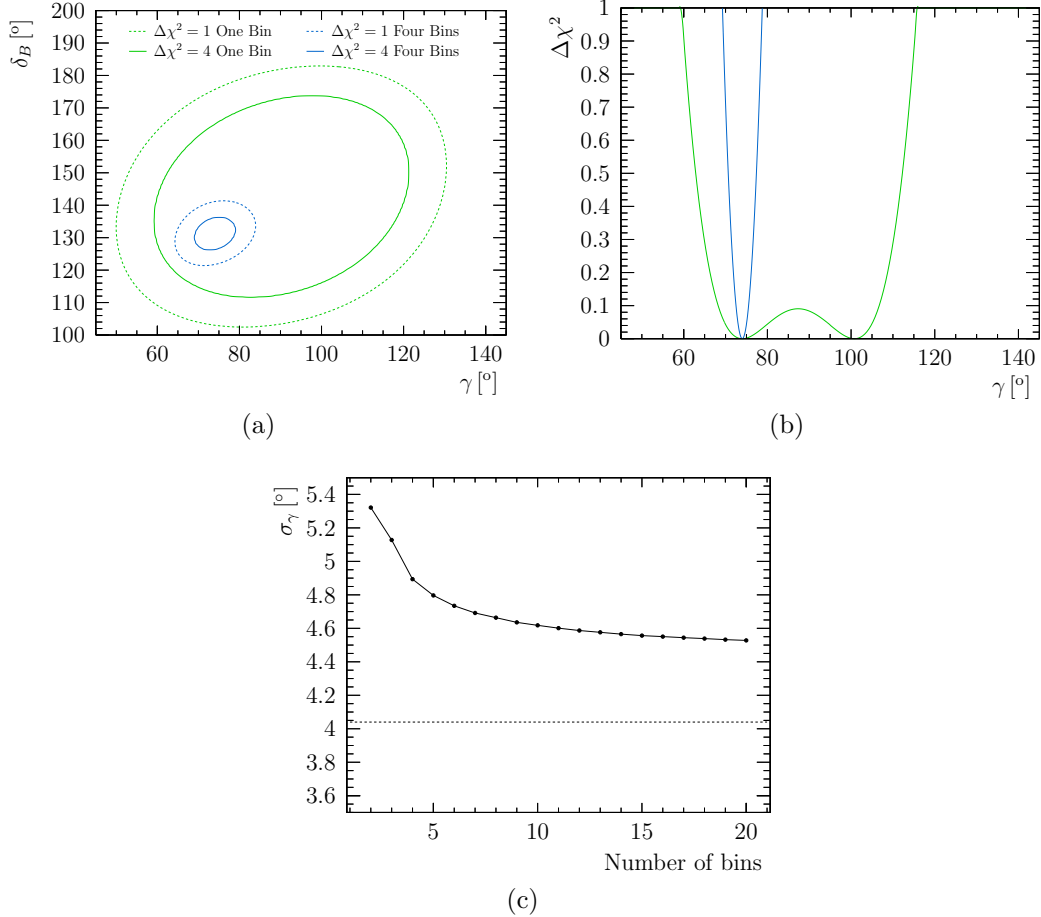 200
190
180
170
160
150
140
130
120
110
100
δ_B [°]
Δχ² = 1 One Bin
Δχ² = 1 Four Bins
Δχ² = 4 One Bin
Δχ² = 4 Four Bins
60 80 100 120 140
γ [°]
(a)
Δχ²
1
0.9
0.8
0.7
0.6
0.5
0.4
0.3
0.2
0.1
0
60 80 100 120 140
γ [°]
(b)
σ_γ [°]
5.4
5.2
5
4.8
4.6
4.4
4.2
4
3.8
3.6
5 10 15 20
Number of bins
(c)